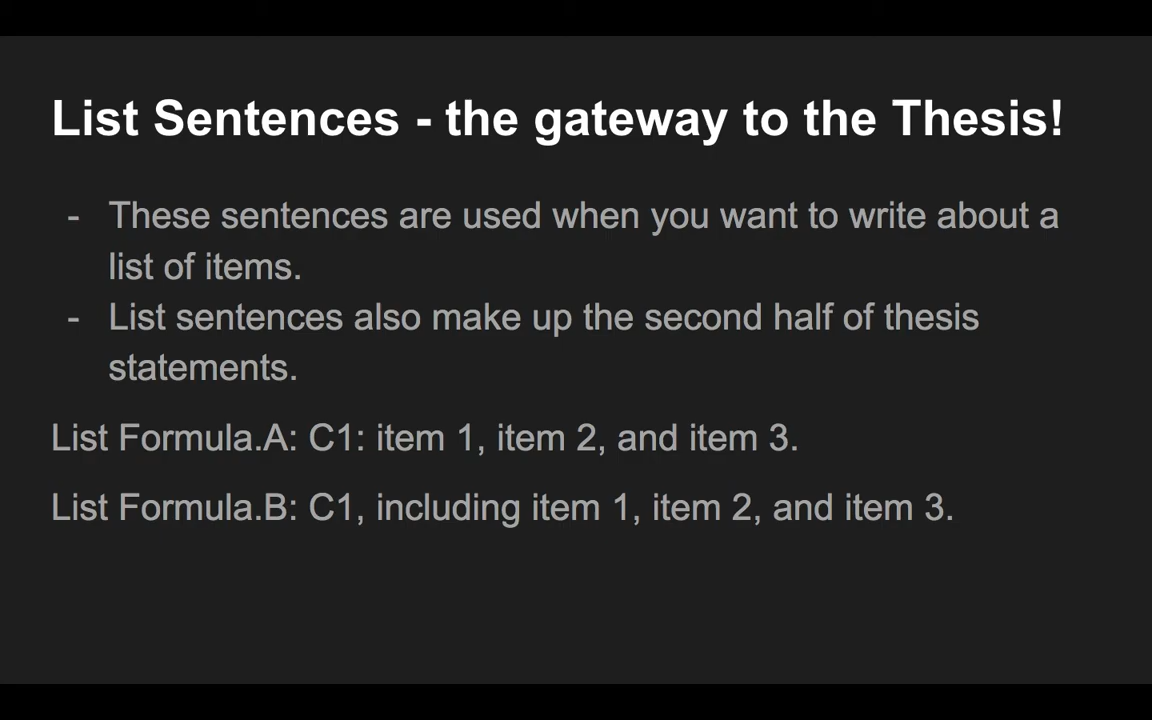 List Sentences - the gateway to the Thesis!
- These sentences are used when you want to write about a
list of items.
- List sentences also make up the second half of thesis
statements.
List Formula.A: C1: item 1, item 2, and item 3.
List Formula.B: C1, including item 1, item 2, and item 3.